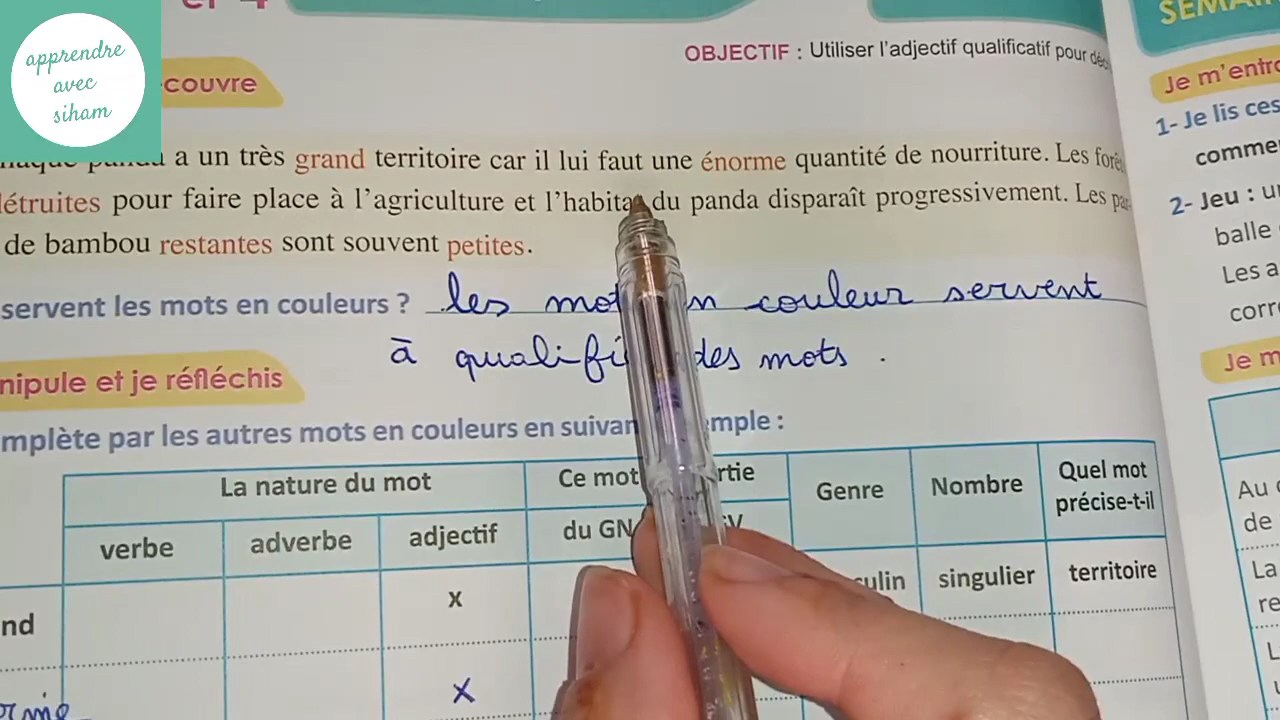 apprendre
avec
siham
couvre
OBJECTIF : Utiliser l'adjectif qualificatif pour
SEMAI
a un très grand territoire car il lui faut une énorme quantité de nourriture. Les
détruites pour faire place à l'agriculture et l'habitat du panda disparaît progressivement. Les
de bambou restantes sont souvent petites.
servent les mots en couleurs ? les mots en couleur servent
à qualifier des mots .
nipule et je réfléchis
mplète par les autres mots en couleurs en suivant emple :
La nature du mot
Ce mot rtie
Genre
Nombre
Quel mot
précise-t-il
verbe
adverbe
adjectif
du GN
nd
x
culin
singulier
territoire
x
Je m'entr
1- Je lis ces
comme
2- Jeu : u
balle
Les a
corr
Je m
Au
de
La
re